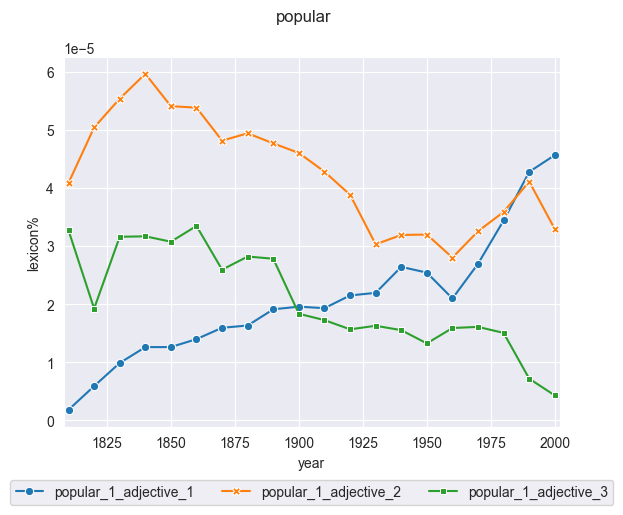 popular
1e−5
6
5
4
3
2
1
0
lexicon%
1825 1850 1875 1900 1925 1950 1975 2000
year
popular_1_adjective_1 popular_1_adjective_2 popular_1_adjective_3